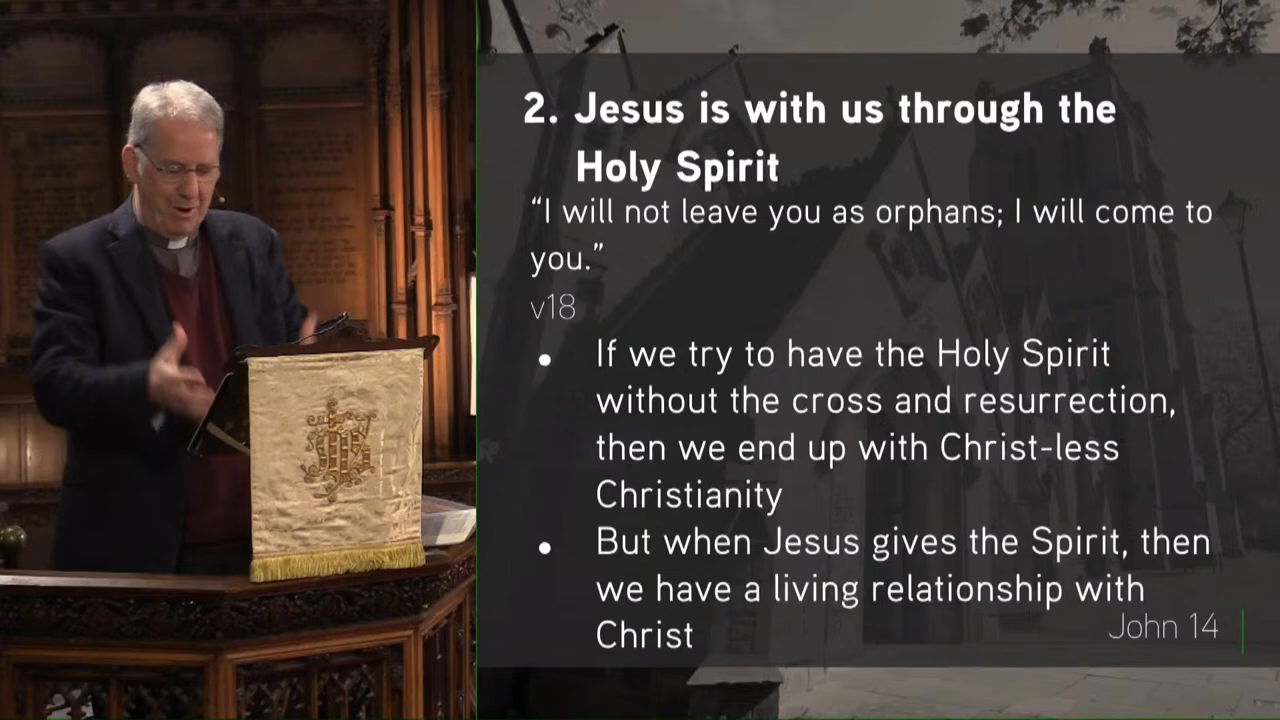 2. Jesus is with us through the
Holy Spirit
“I will not leave you as orphans; I will come to
you.”
v18
• If we try to have the Holy Spirit
without the cross and resurrection,
then we end up with Christ-less
Christianity
• But when Jesus gives the Spirit, then
we have a living relationship with
Christ
John 14